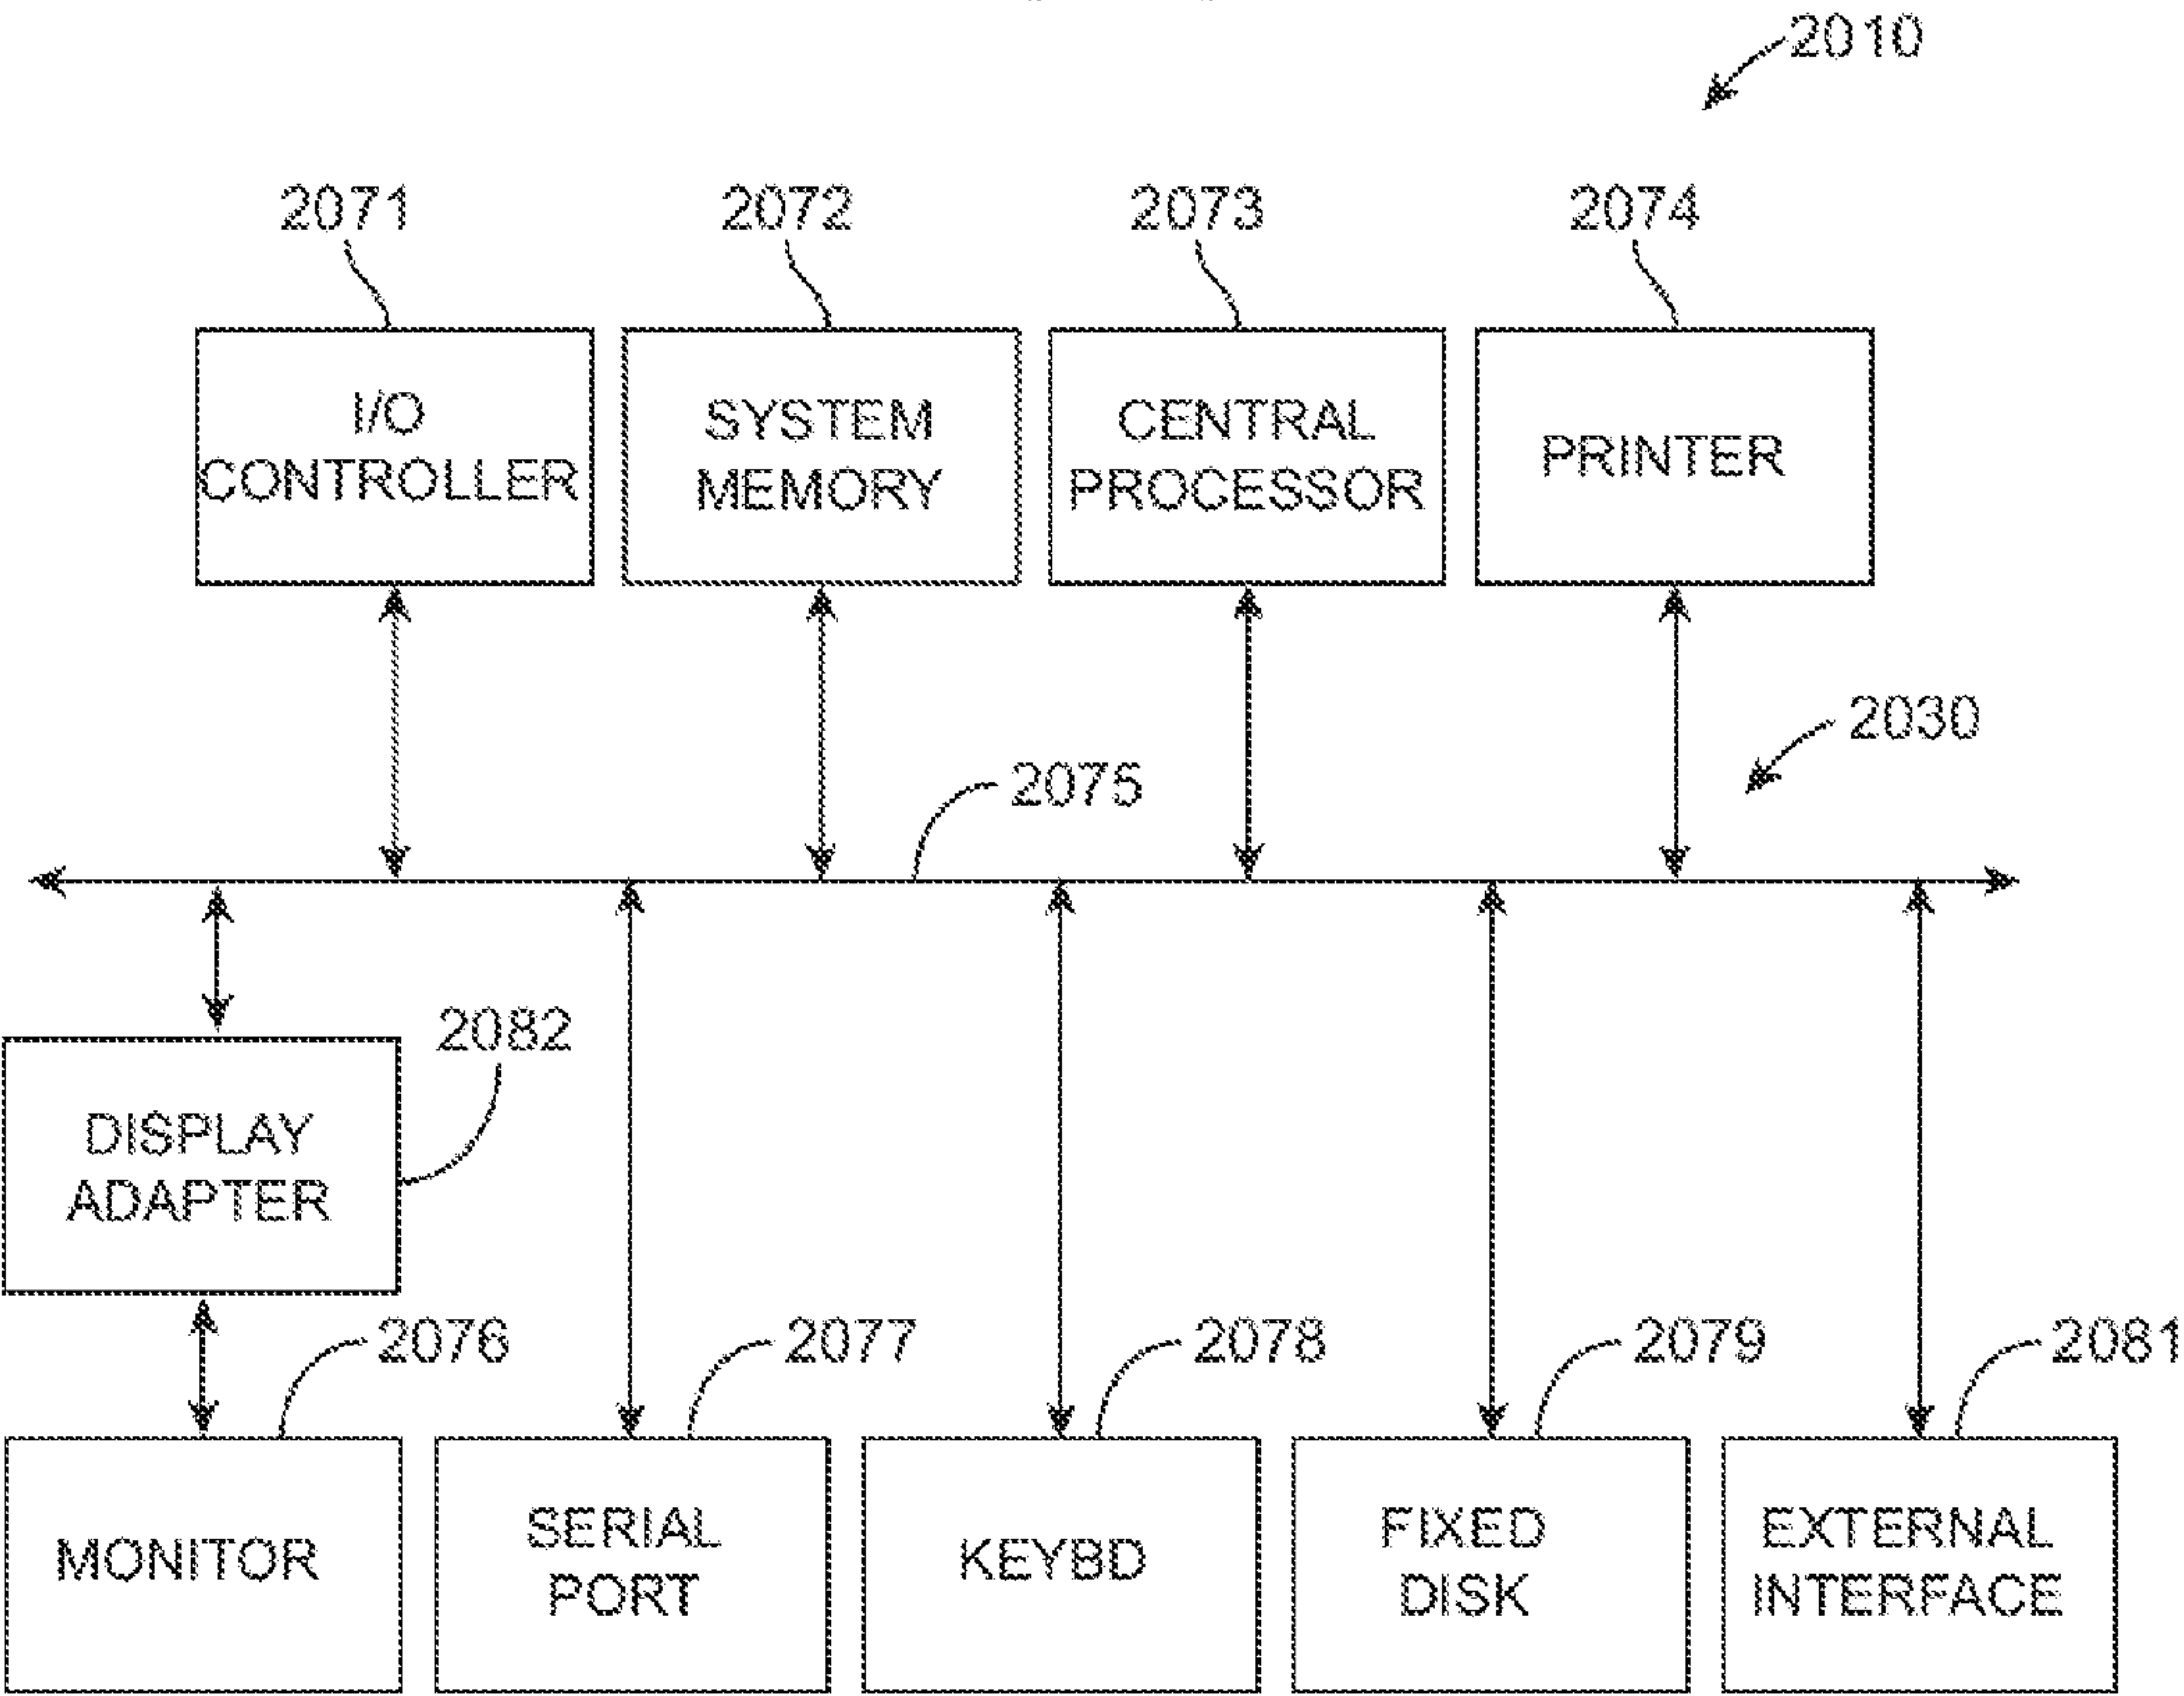 2010
2071
2072
2073
2074
I/O
CONTROLLER
SYSTEM
MEMORY
CENTRAL
PROCESSOR
PRINTER
2030
2075
2082
DISPLAY
ADAPTER
2076
2077
2078
2079
2081
MONITOR
SERIAL
PORT
KEYBD
FIXED
DISK
EXTERNAL
INTERFACE